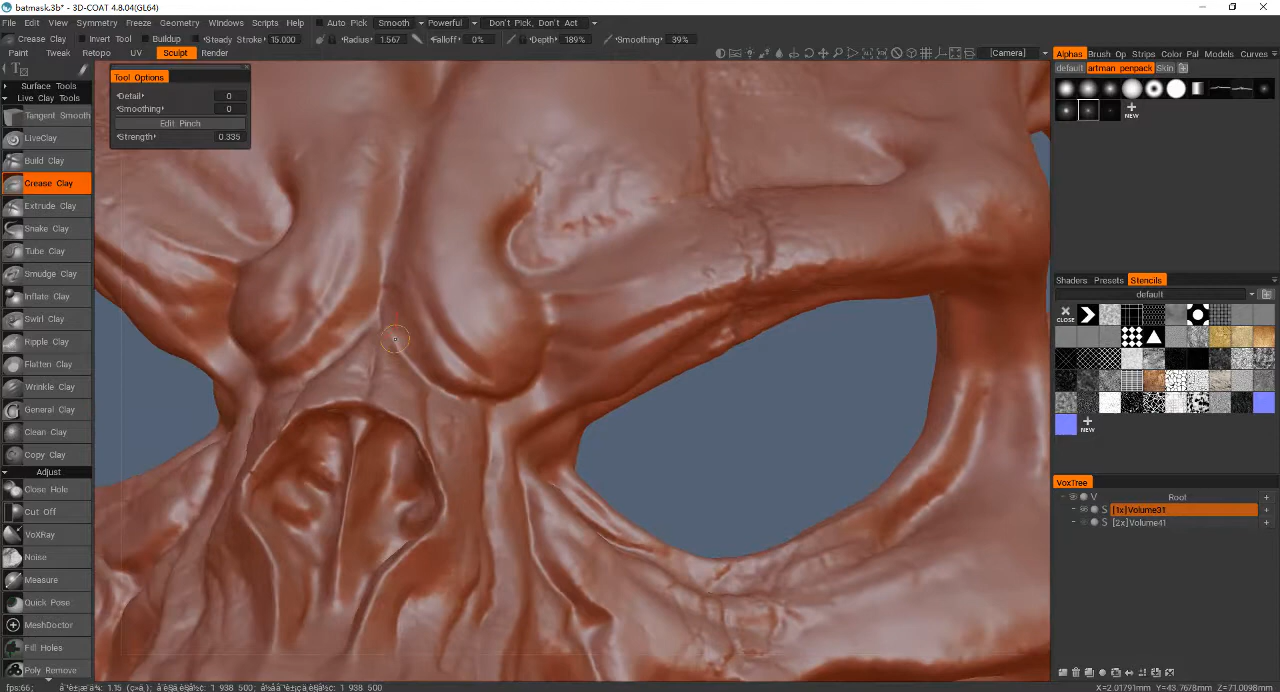 batmask.3b* - 3D-COAT 4.8.04(GL64)
File Edit View Symmetry Freeze Geometry Windows Scripts Help Auto Pick Smooth Powerful Don't Pick, Don't Act
Crease Clay Invert Tool Buildup Steady Stroke 15.000 Radius 1.567 Falloff 0% Depth 189% Smoothing 39%
Paint Tweak Retopo UV Sculpt Render [Camera]
Tool Options
Detail 0
Smoothing 0
Edit Pinch
Strength 0.335
Surface Tools
Live Clay Tools
Tangent Smooth
LiveClay
Build Clay
Crease Clay
Extrude Clay
Snake Clay
Tube Clay
Smudge Clay
Inflate Clay
Swirl Clay
Ripple Clay
Flatten Clay
Wrinkle Clay
General Clay
Clean Clay
Copy Clay
Adjust
Close Hole
Cut Off
VoXRay
Noise
Measure
Quick Pose
MeshDoctor
Fill Holes
Poly Remove
Alphas Brush Op Strips Color Pal Models Curves
default artman penpack Skin
NEW
Shaders Presets Stencils
default
CLOSE
NEW
VoxTree
V Root
S [1x]Volume31
S [2x]Volume41
fps:66;
1 938 500
1 938 500
X=2.01791mm Y=43.7678mm Z=71.0098mm